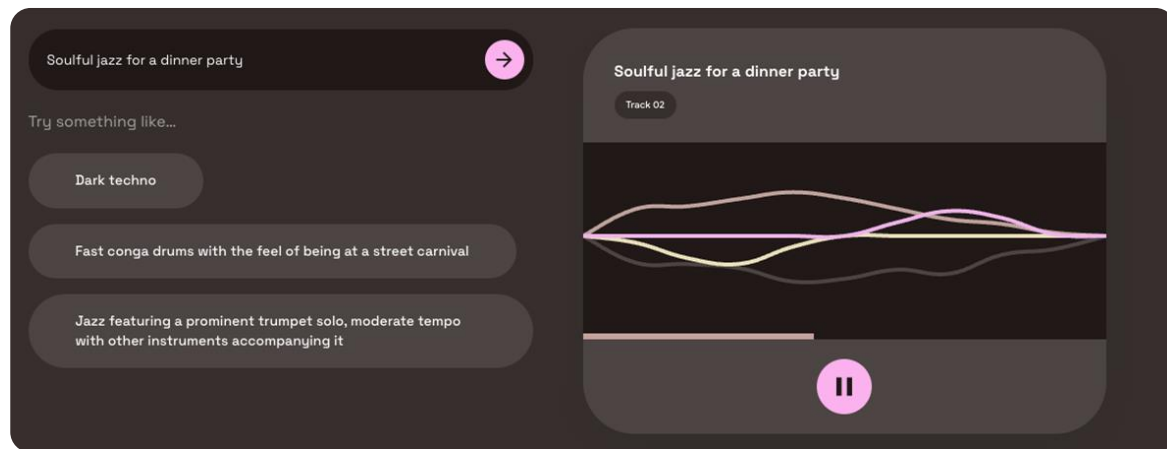 Soulful jazz for a dinner party
Try something like...
Dark techno
Fast conga drums with the feel of being at a street carnival
Jazz featuring a prominent trumpet solo, moderate tempo
with other instruments accompanying it
Soulful jazz for a dinner party
Track 02